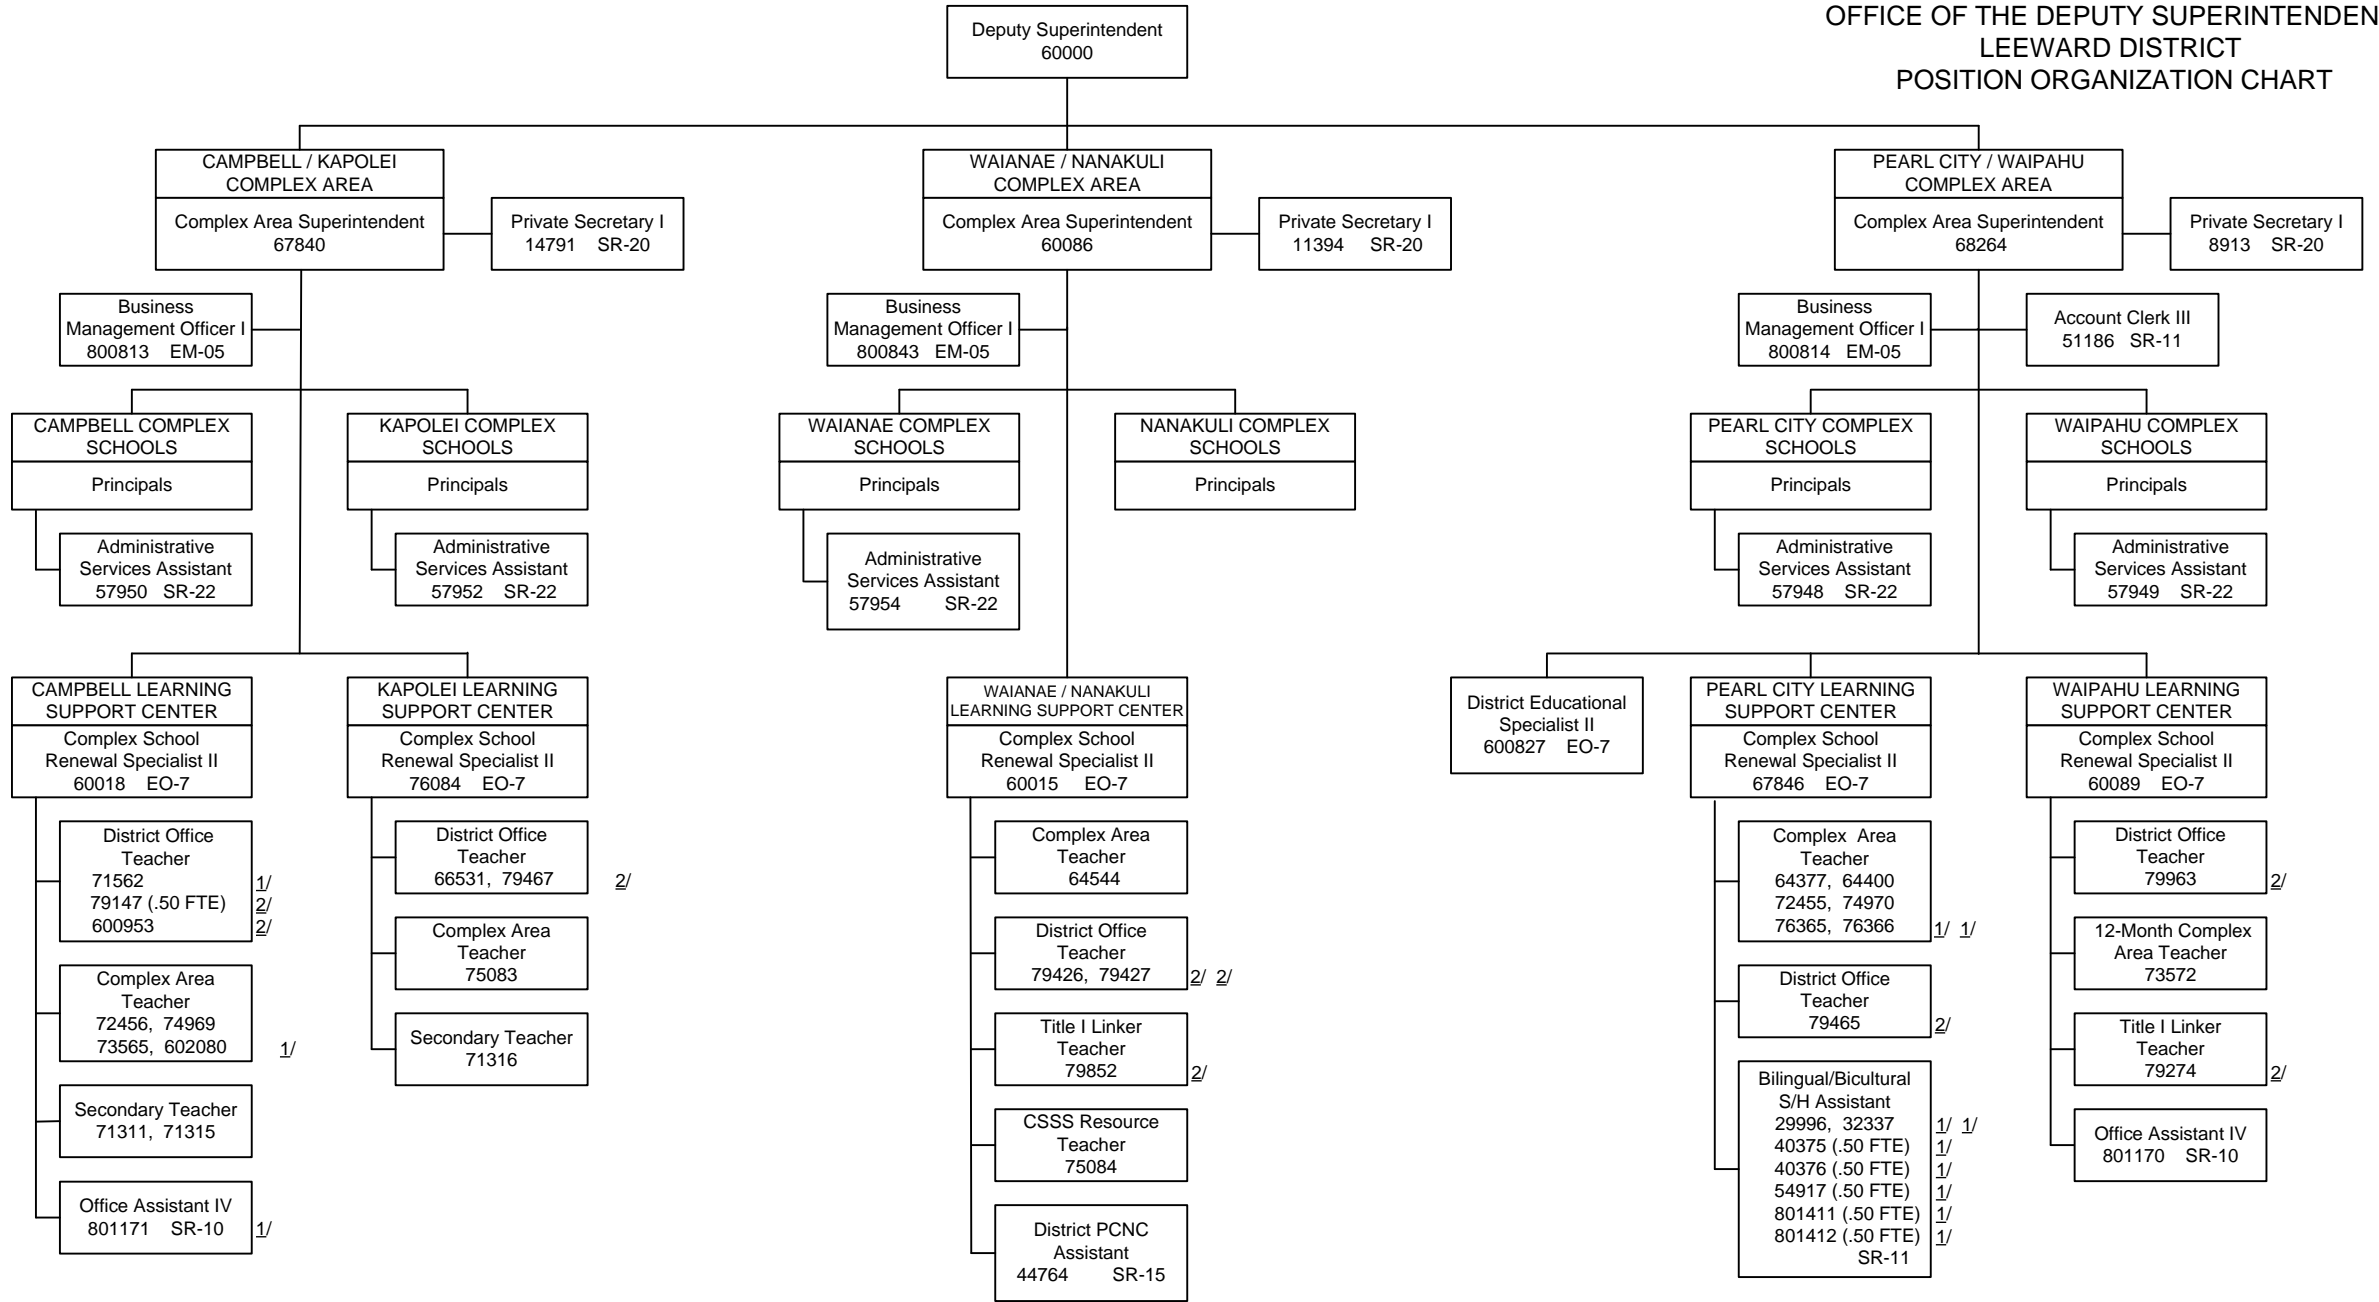 OFFICE OF THE DEPUTY SUPERINTENDEN
LEEWARD DISTRICT
POSITION ORGANIZATION CHART
Deputy Superintendent
60000
CAMPBELL / KAPOLEI
COMPLEX AREA
Complex Area Superintendent
67840
Private Secretary I
14791 SR-20
Business
Management Officer I
800813 EM-05
CAMPBELL COMPLEX
SCHOOLS
Principals
Administrative
Services Assistant
57950 SR-22
KAPOLEI COMPLEX
SCHOOLS
Principals
Administrative
Services Assistant
57952 SR-22
CAMPBELL LEARNING
SUPPORT CENTER
Complex School
Renewal Specialist II
60018 EO-7
District Office
Teacher
71562 1/
79147 (.50 FTE) 2/
600953 2/
Complex Area
Teacher
72456, 74969
73565, 602080 1/
Secondary Teacher
71311, 71315
Office Assistant IV
801171 SR-10 1/
KAPOLEI LEARNING
SUPPORT CENTER
Complex School
Renewal Specialist II
76084 EO-7
District Office
Teacher
66531, 79467 2/
Complex Area
Teacher
75083
Secondary Teacher
71316
WAIANAE / NANAKULI
COMPLEX AREA
Complex Area Superintendent
60086
Private Secretary I
11394 SR-20
Business
Management Officer I
800843 EM-05
WAIANAE COMPLEX
SCHOOLS
Principals
Administrative
Services Assistant
57954 SR-22
NANAKULI COMPLEX
SCHOOLS
Principals
WAIANAE / NANAKULI
LEARNING SUPPORT CENTER
Complex School
Renewal Specialist II
60015 EO-7
Complex Area
Teacher
64544
District Office
Teacher
79426, 79427 2/ 2/
Title I Linker
Teacher
79852 2/
CSSS Resource
Teacher
75084
District PCNC
Assistant
44764 SR-15
PEARL CITY / WAIPAHU
COMPLEX AREA
Complex Area Superintendent
68264
Private Secretary I
8913 SR-20
Business
Management Officer I
800814 EM-05
Account Clerk III
51186 SR-11
PEARL CITY COMPLEX
SCHOOLS
Principals
Administrative
Services Assistant
57948 SR-22
WAIPAHU COMPLEX
SCHOOLS
Principals
Administrative
Services Assistant
57949 SR-22
District Educational
Specialist II
600827 EO-7
PEARL CITY LEARNING
SUPPORT CENTER
Complex School
Renewal Specialist II
67846 EO-7
Complex Area
Teacher
64377, 64400
72455, 74970
76365, 76366 1/ 1/
District Office
Teacher
79465 2/
Bilingual/Bicultural
S/H Assistant
29996, 32337 1/ 1/
40375 (.50 FTE) 1/
40376 (.50 FTE) 1/
54917 (.50 FTE) 1/
801411 (.50 FTE) 1/
801412 (.50 FTE) 1/
SR-11
WAIPAHU LEARNING
SUPPORT CENTER
Complex School
Renewal Specialist II
60089 EO-7
District Office
Teacher
79963 2/
12-Month Complex
Area Teacher
73572
Title I Linker
Teacher
79274 2/
Office Assistant IV
801170 SR-10